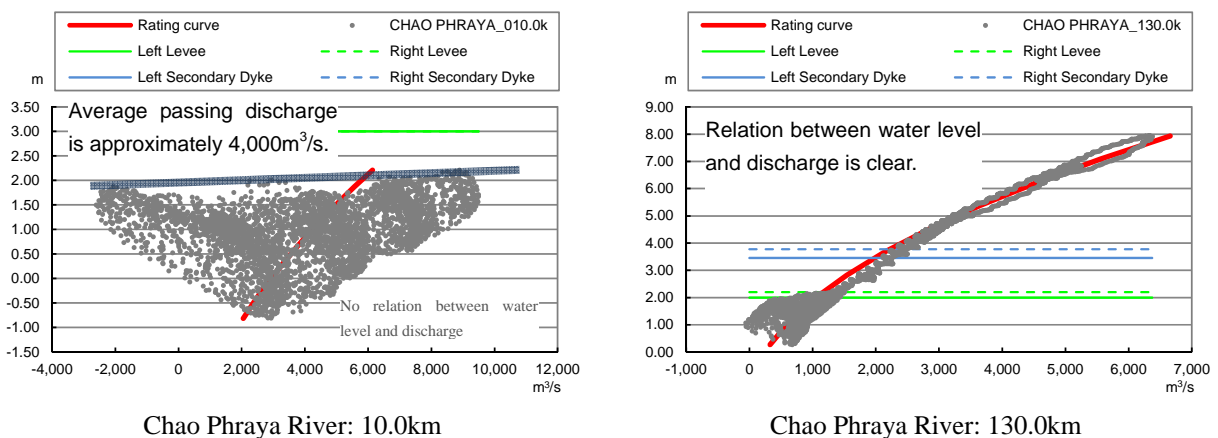 Rating curve
CHAO PHRAYA_010.0k
Left Levee
Right Levee
Left Secondary Dyke
Right Secondary Dyke
m
3.50
3.00
2.50
2.00
1.50
1.00
0.50
0.00
-0.50
-1.00
-1.50
Average passing discharge
is approximately 4,000m³/s.
No relation between water
level and discharge
-4,000 -2,000 0 2,000 4,000 6,000 8,000 10,000 12,000
m³/s
Chao Phraya River: 10.0km
Rating curve
CHAO PHRAYA_130.0k
Left Levee
Right Levee
Left Secondary Dyke
Right Secondary Dyke
m
9.00
8.00
7.00
6.00
5.00
4.00
3.00
2.00
1.00
0.00
Relation between water level
and discharge is clear.
-1,000 0 1,000 2,000 3,000 4,000 5,000 6,000 7,000
m³/s
Chao Phraya River: 130.0km